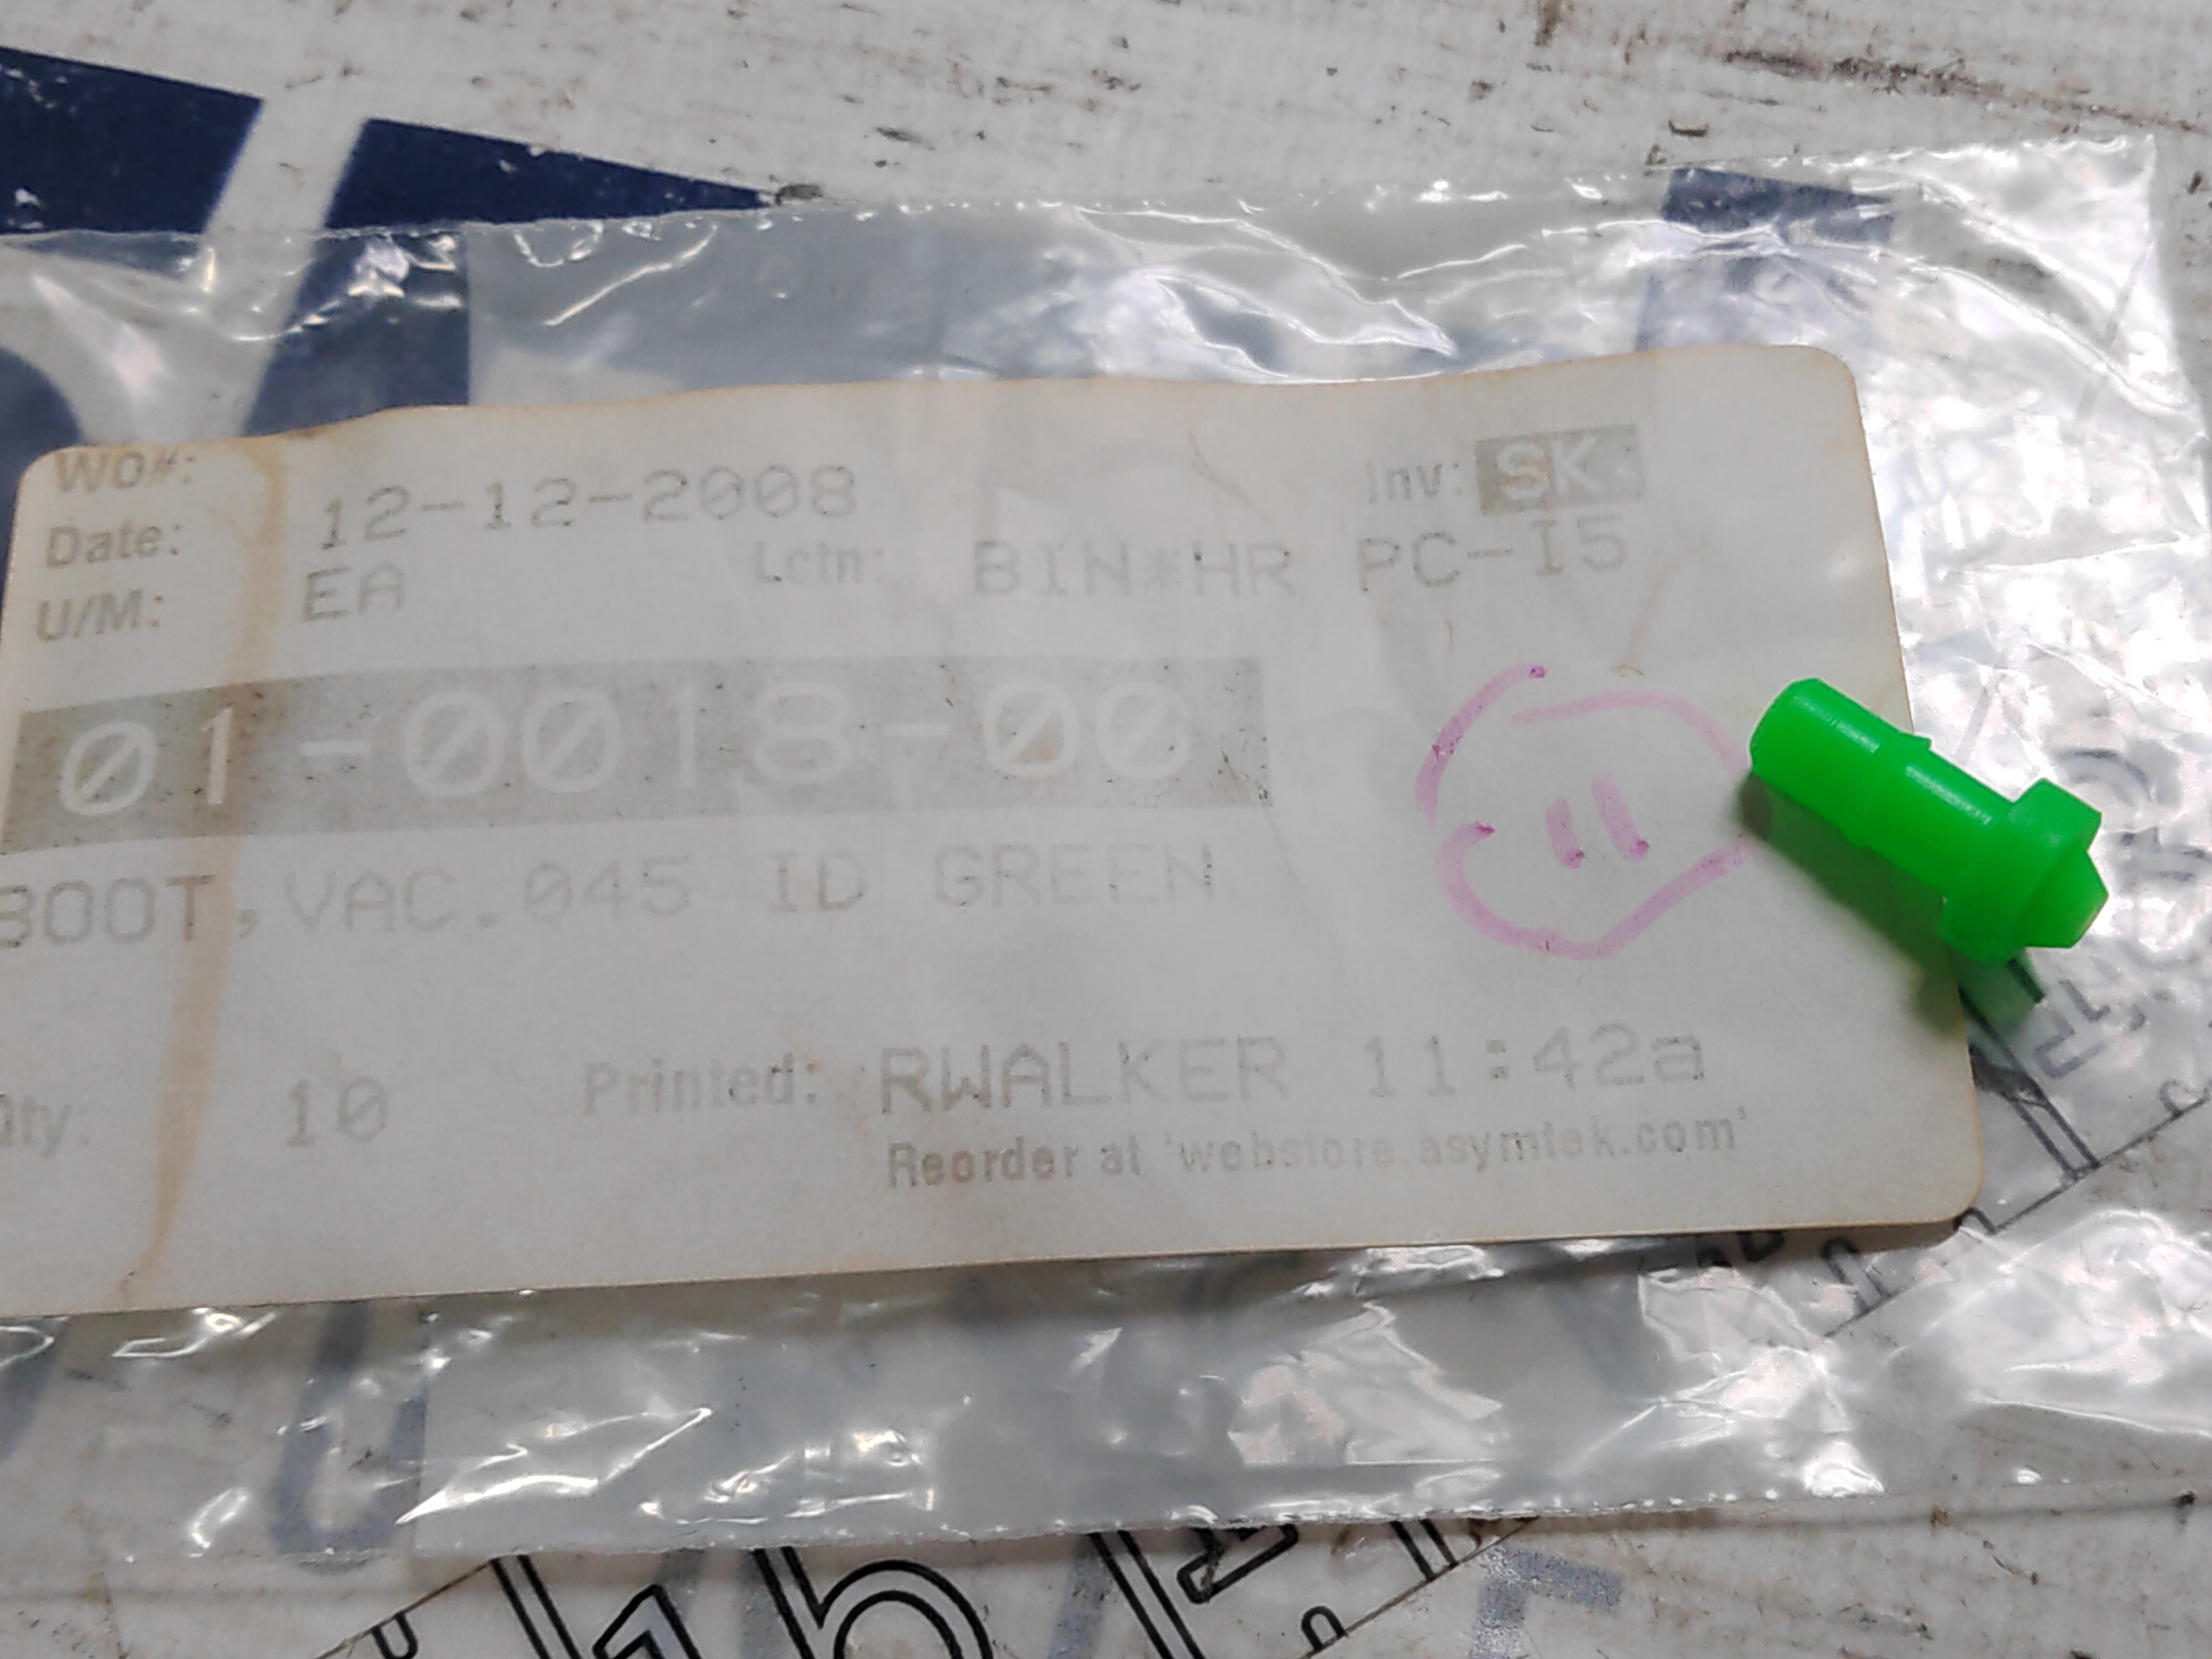 WO#:
Inv: SK
Date: 12-12-2008
U/M: EA Lctn: BIN*HR PC-I5
01-0018-00
11
BOOT,VAC.045 ID GREEN
Qty: 10 Printed: RWALKER 11:42a
Reorder at 'webstore.asymtek.com'